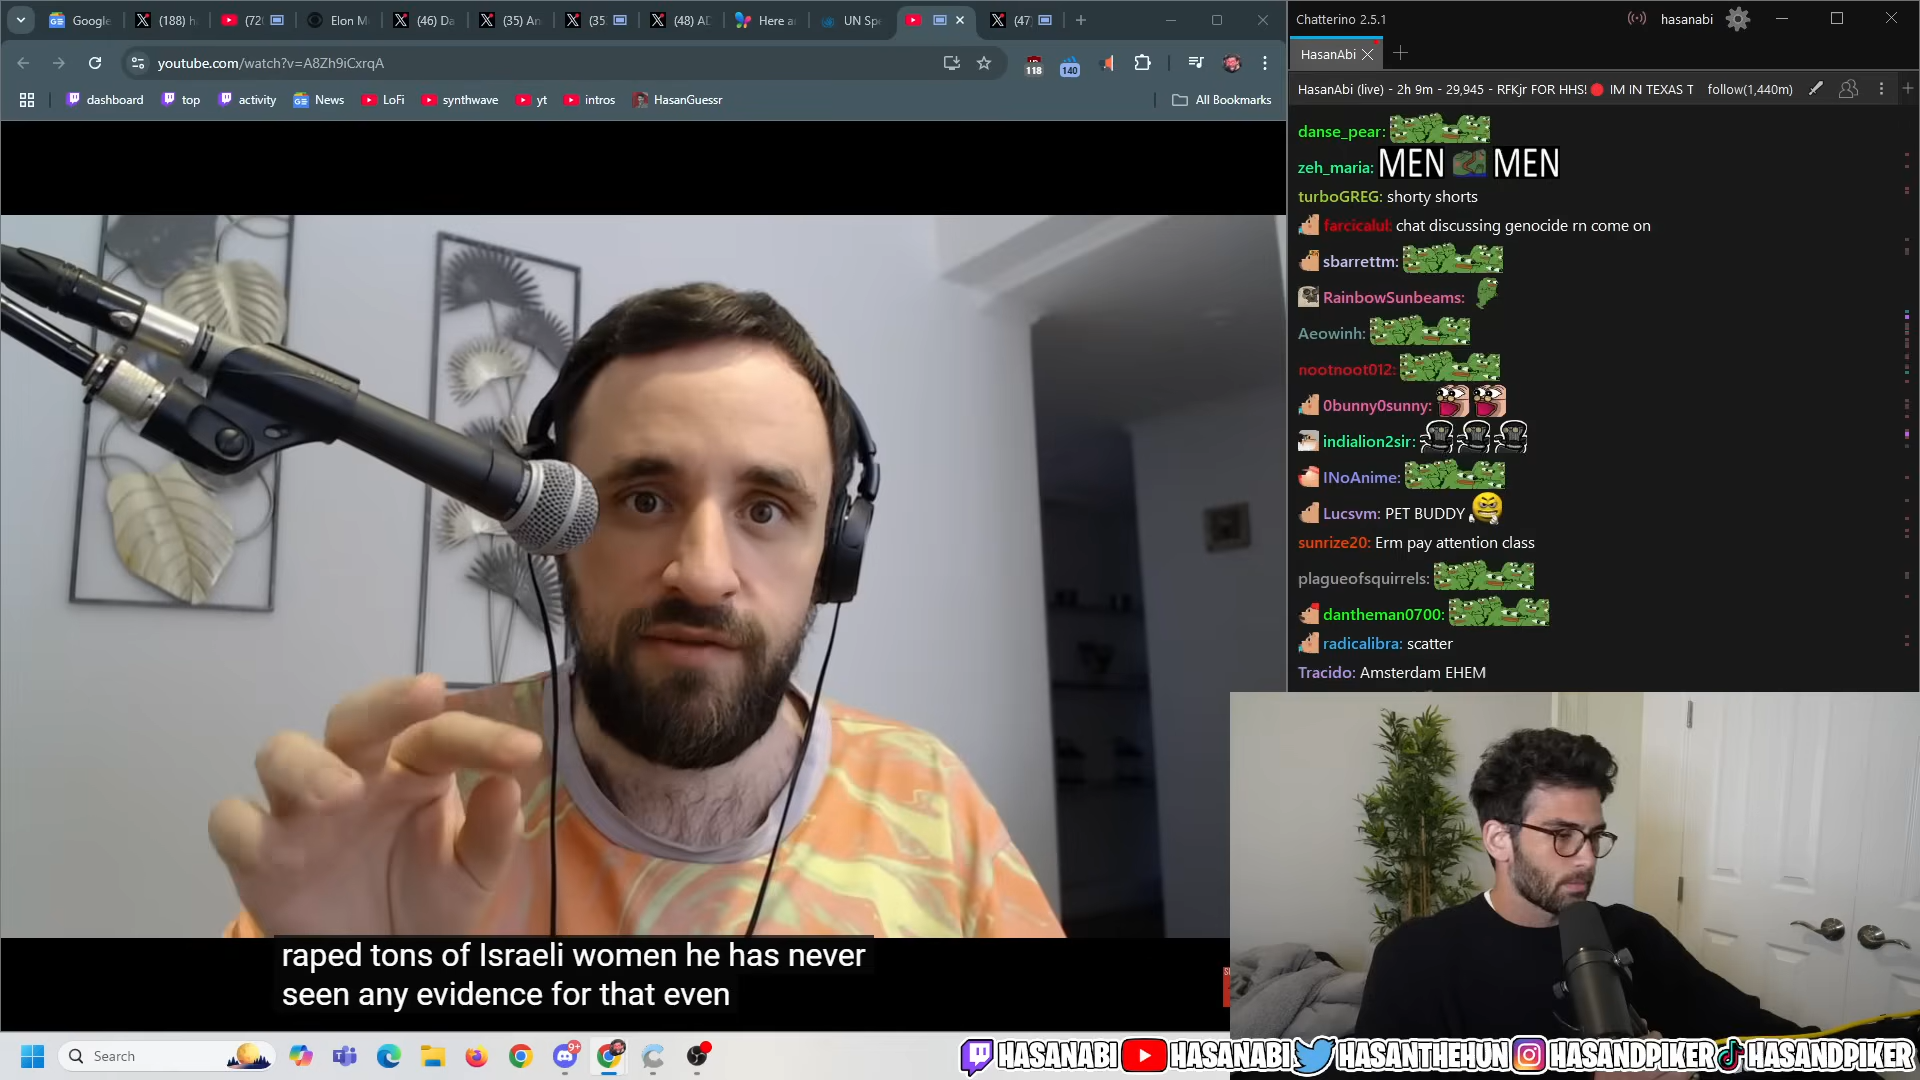 Google
(188) h
(720
Elon M
(46) Da
(35) An
(35
(48) AD
Here a
UN Spe
(47)
youtube.com/watch?v=A8Zh9iCxrqA
118
140
dashboard
top
activity
News
LoFi
synthwave
yt
intros
HasanGuessr
All Bookmarks
raped tons of Israeli women he has never
seen any evidence for that even
Chatterino 2.5.1
hasanabi
HasanAbi
HasanAbi (live) - 2h 9m - 29,945 - RFKjr FOR HHS! 🔴 IM IN TEXAS T
follow(1,440m)
danse_pear:
zeh_maria: MEN MEN
turboGREG: shorty shorts
farcicalul: chat discussing genocide rn come on
sbarrettm:
RainbowSunbeams:
Aeowinh:
nootnoot012:
0bunny0sunny:
indialion2sir:
INoAnime:
Lucsvm: PET BUDDY
sunrize20: Erm pay attention class
plagueofsquirrels:
dantheman0700:
radicalibra: scatter
Tracido: Amsterdam EHEM
Search
9+
HASANABI
HASANABI
HASANTHEHUN
HASANDPIKER
HASANDPIKER